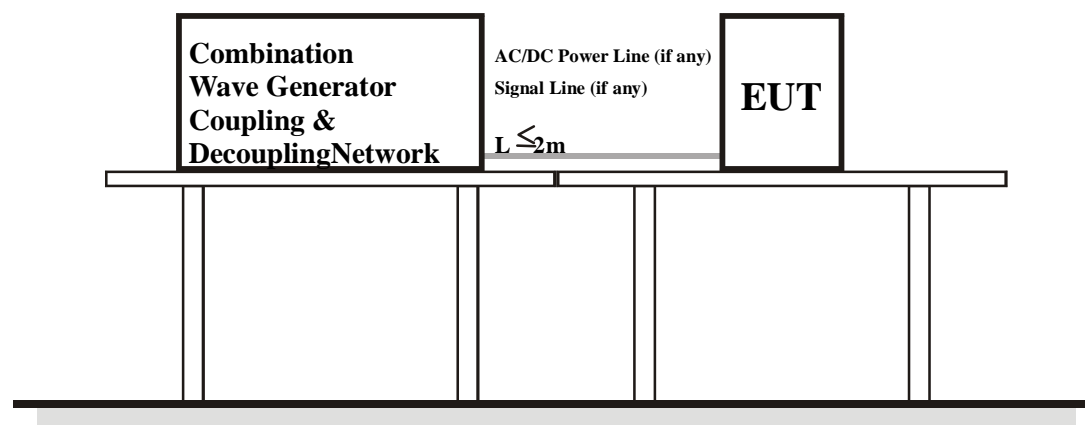 Combination
Wave Generator
Coupling &
DecouplingNetwork
AC/DC Power Line (if any)
Signal Line (if any)
L ≤2m
EUT